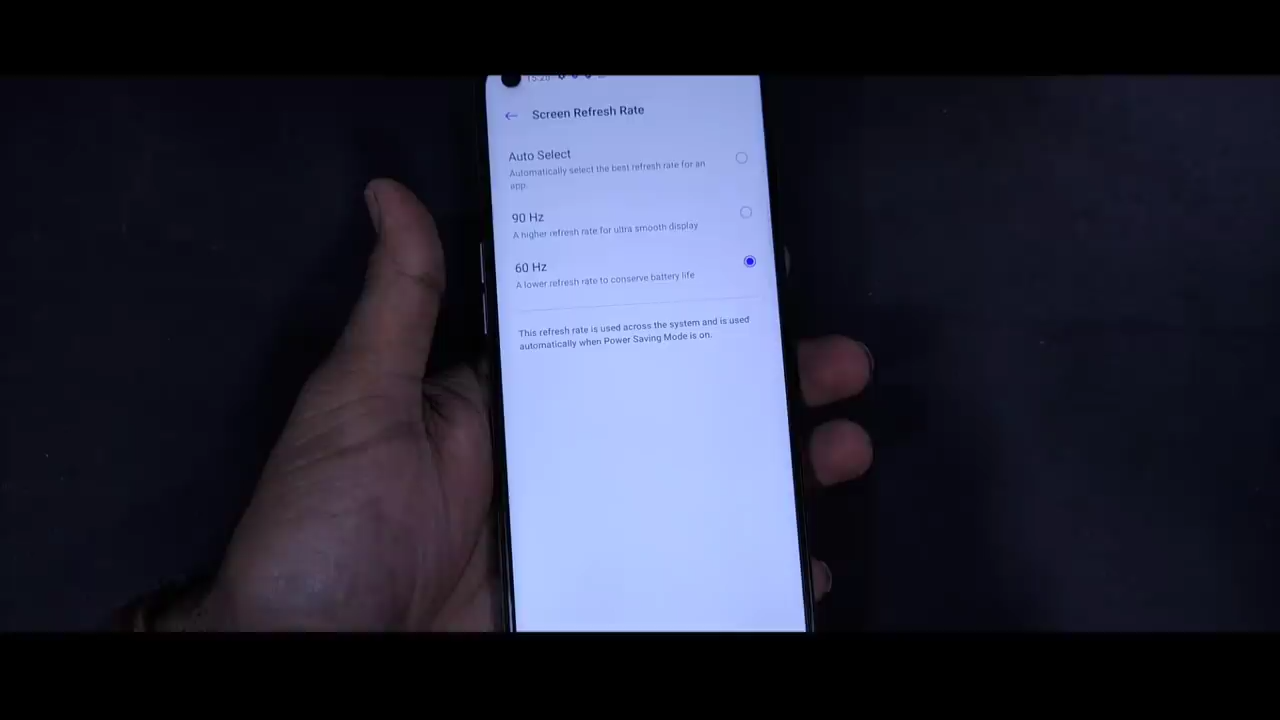 15:20
Screen Refresh Rate
Auto Select
Automatically select the best refresh rate for an
app.
90 Hz
A higher refresh rate for ultra smooth display
60 Hz
A lower refresh rate to conserve battery life
This refresh rate is used across the system and is used
automatically when Power Saving Mode is on.